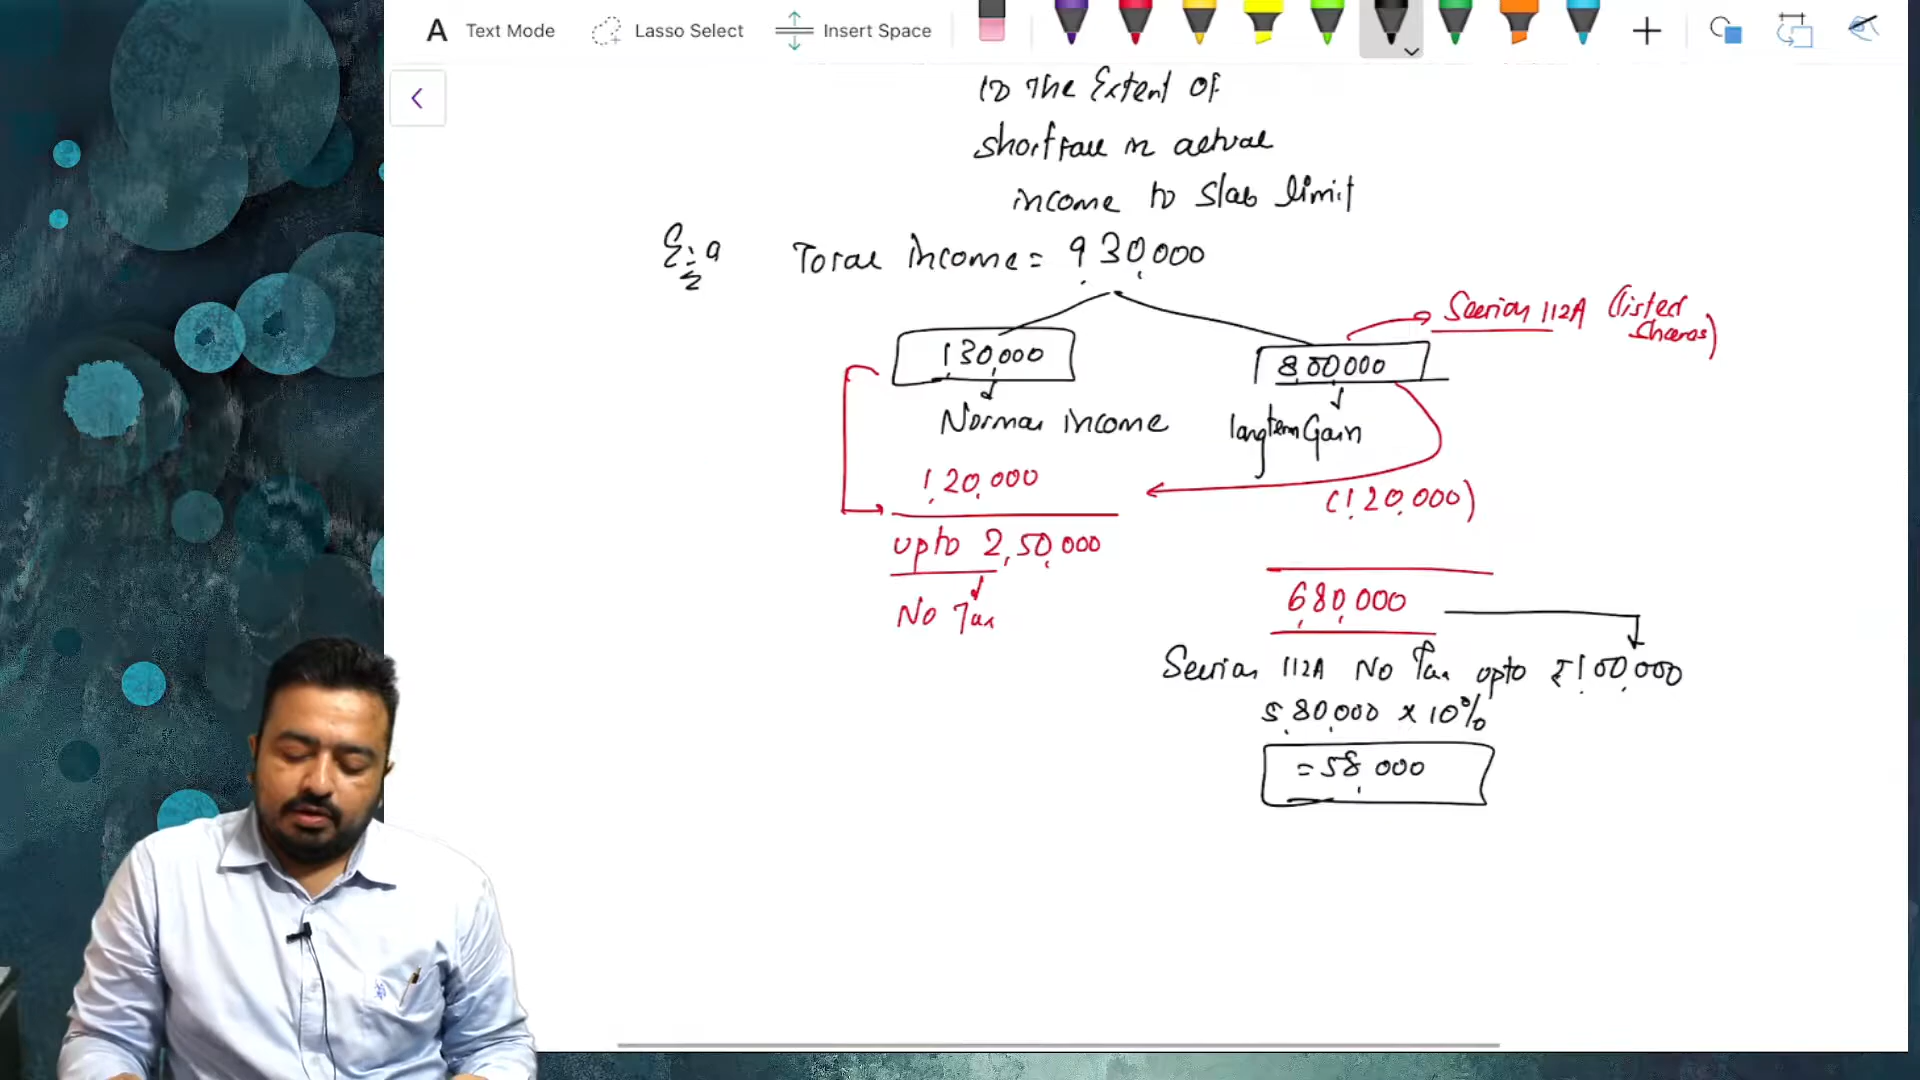 A Text Mode Lasso Select Insert Space
to the Extent of
shortfall in actual
income to slab limit
E.g Total income = 9,30,000
Section 112A (listed
shares)
1,30,000 8,00,000
Normal income longterm Gain
1,20,000 (1,20,000)
upto 2,50,000
No Tax 6,80,000
Section 112A No Tax upto ₹1,00,000
5,80,000 x 10%
= 58,000